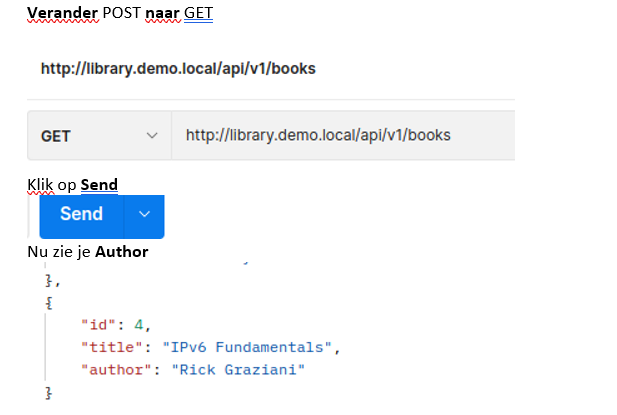 Verander POST naar GET
http://library.demo.local/api/v1/books
GET http://library.demo.local/api/v1/books
Klik op Send
Send
Nu zie je Author
},
{
"id": 4,
"title": "IPv6 Fundamentals",
"author": "Rick Graziani"
}